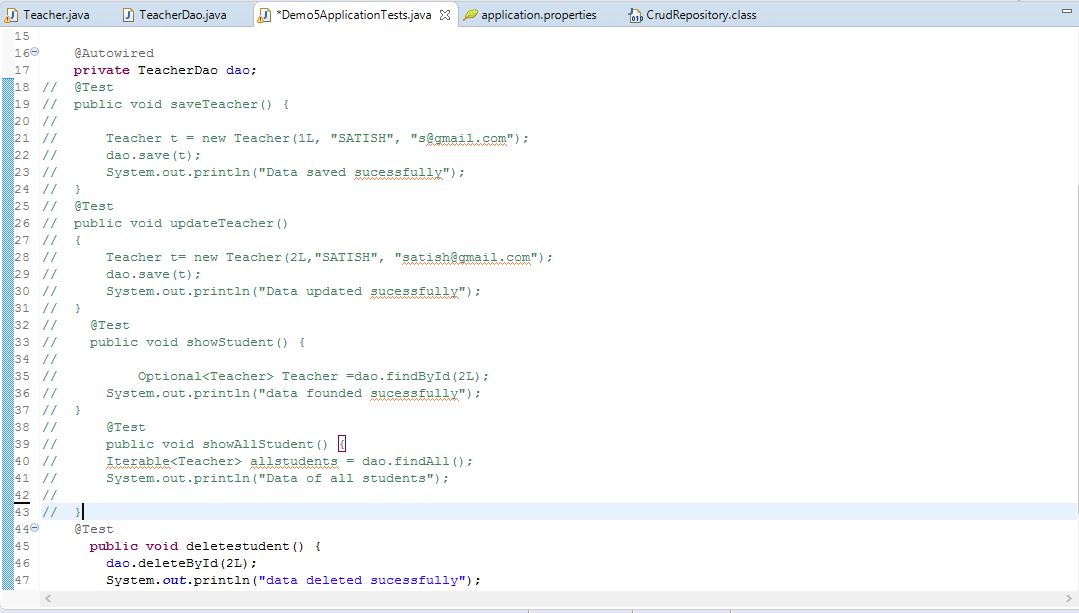 Teacher.java TeacherDao.java *Demo5ApplicationTests.java application.properties CrudRepository.class
15
16 @Autowired
17 private TeacherDao dao;
18 // @Test
19 // public void saveTeacher() {
20 //
21 // Teacher t = new Teacher(1L, "SATISH", "s@gmail.com");
22 // dao.save(t);
23 // System.out.println("Data saved sucessfully");
24 // }
25 // @Test
26 // public void updateTeacher()
27 // {
28 // Teacher t= new Teacher(2L,"SATISH", "satish@gmail.com");
29 // dao.save(t);
30 // System.out.println("Data updated sucessfully");
31 // }
32 // @Test
33 // public void showStudent() {
34 //
35 // Optional<Teacher> Teacher =dao.findById(2L);
36 // System.out.println("data founded sucessfully");
37 // }
38 // @Test
39 // public void showAllStudent() {
40 // Iterable<Teacher> allstudents = dao.findAll();
41 // System.out.println("Data of all students");
42 //
43 // }
44 @Test
45 public void deletestudent() {
46 dao.deleteById(2L);
47 System.out.println("data deleted sucessfully");